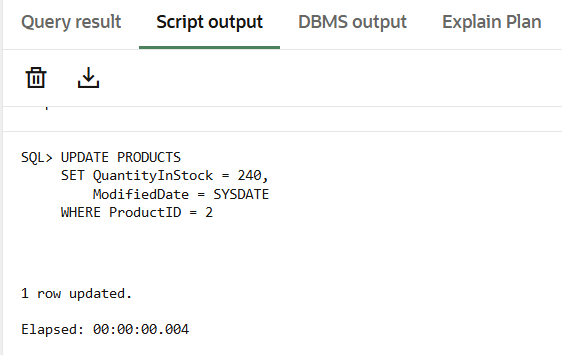 Query result Script output DBMS output Explain Plan
SQL> UPDATE PRODUCTS
SET QuantityInStock = 240,
ModifiedDate = SYSDATE
WHERE ProductID = 2
1 row updated.
Elapsed: 00:00:00.004